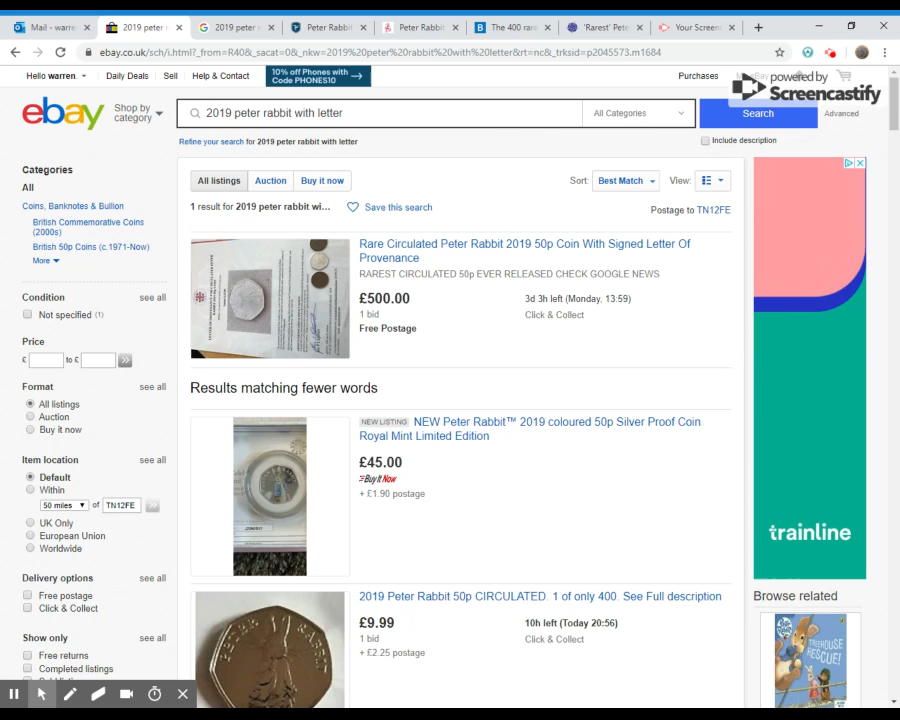 Mail - warre
2019 peter r
2019 peter r
Peter Rabbit
Peter Rabbit
The 400 rare
'Rarest' Pete
Your Screen
ebay.co.uk/sch/i.html?_from=R40&_sacat=0&_nkw=2019%20peter%20rabbit%20with%20letter&rt=nc&_trksid=p2045573.m1684
Hello warren.
Daily Deals
Sell
Help & Contact
10% off Phones with
Code PHONES10
Purchases
powered by
Screencastify
ebay
Shop by
category
2019 peter rabbit with letter
All Categories
Search
Advanced
Refine your search for 2019 peter rabbit with letter
Include description
Categories
All
Coins, Banknotes & Bullion
British Commemorative Coins
(2000s)
British 50p Coins (c.1971-Now)
More
Condition
see all
Not specified (1)
Price
£ to £
Format
see all
All listings
Auction
Buy it now
Item location
see all
Default
Within
50 miles of TN12FE
UK Only
European Union
Worldwide
Delivery options
see all
Free postage
Click & Collect
Show only
see all
Free returns
Completed listings
All listings
Auction
Buy it now
Sort: Best Match
View:
1 result for 2019 peter rabbit wi...
Save this search
Postage to TN12FE
Rare Circulated Peter Rabbit 2019 50p Coin With Signed Letter Of
Provenance
RAREST CIRCULATED 50p EVER RELEASED CHECK GOOGLE NEWS
£500.00
3d 3h left (Monday, 13:59)
1 bid
Click & Collect
Free Postage
Results matching fewer words
NEW LISTING NEW Peter Rabbit™ 2019 coloured 50p Silver Proof Coin
Royal Mint Limited Edition
£45.00
Buy It Now
+ £1.90 postage
2019 Peter Rabbit 50p CIRCULATED. 1 of only 400. See Full description
£9.99
10h left (Today 20:56)
1 bid
Click & Collect
+ £2.25 postage
PETER RABBIT
trainline
Browse related
TREEHOUSE
RESCUE!